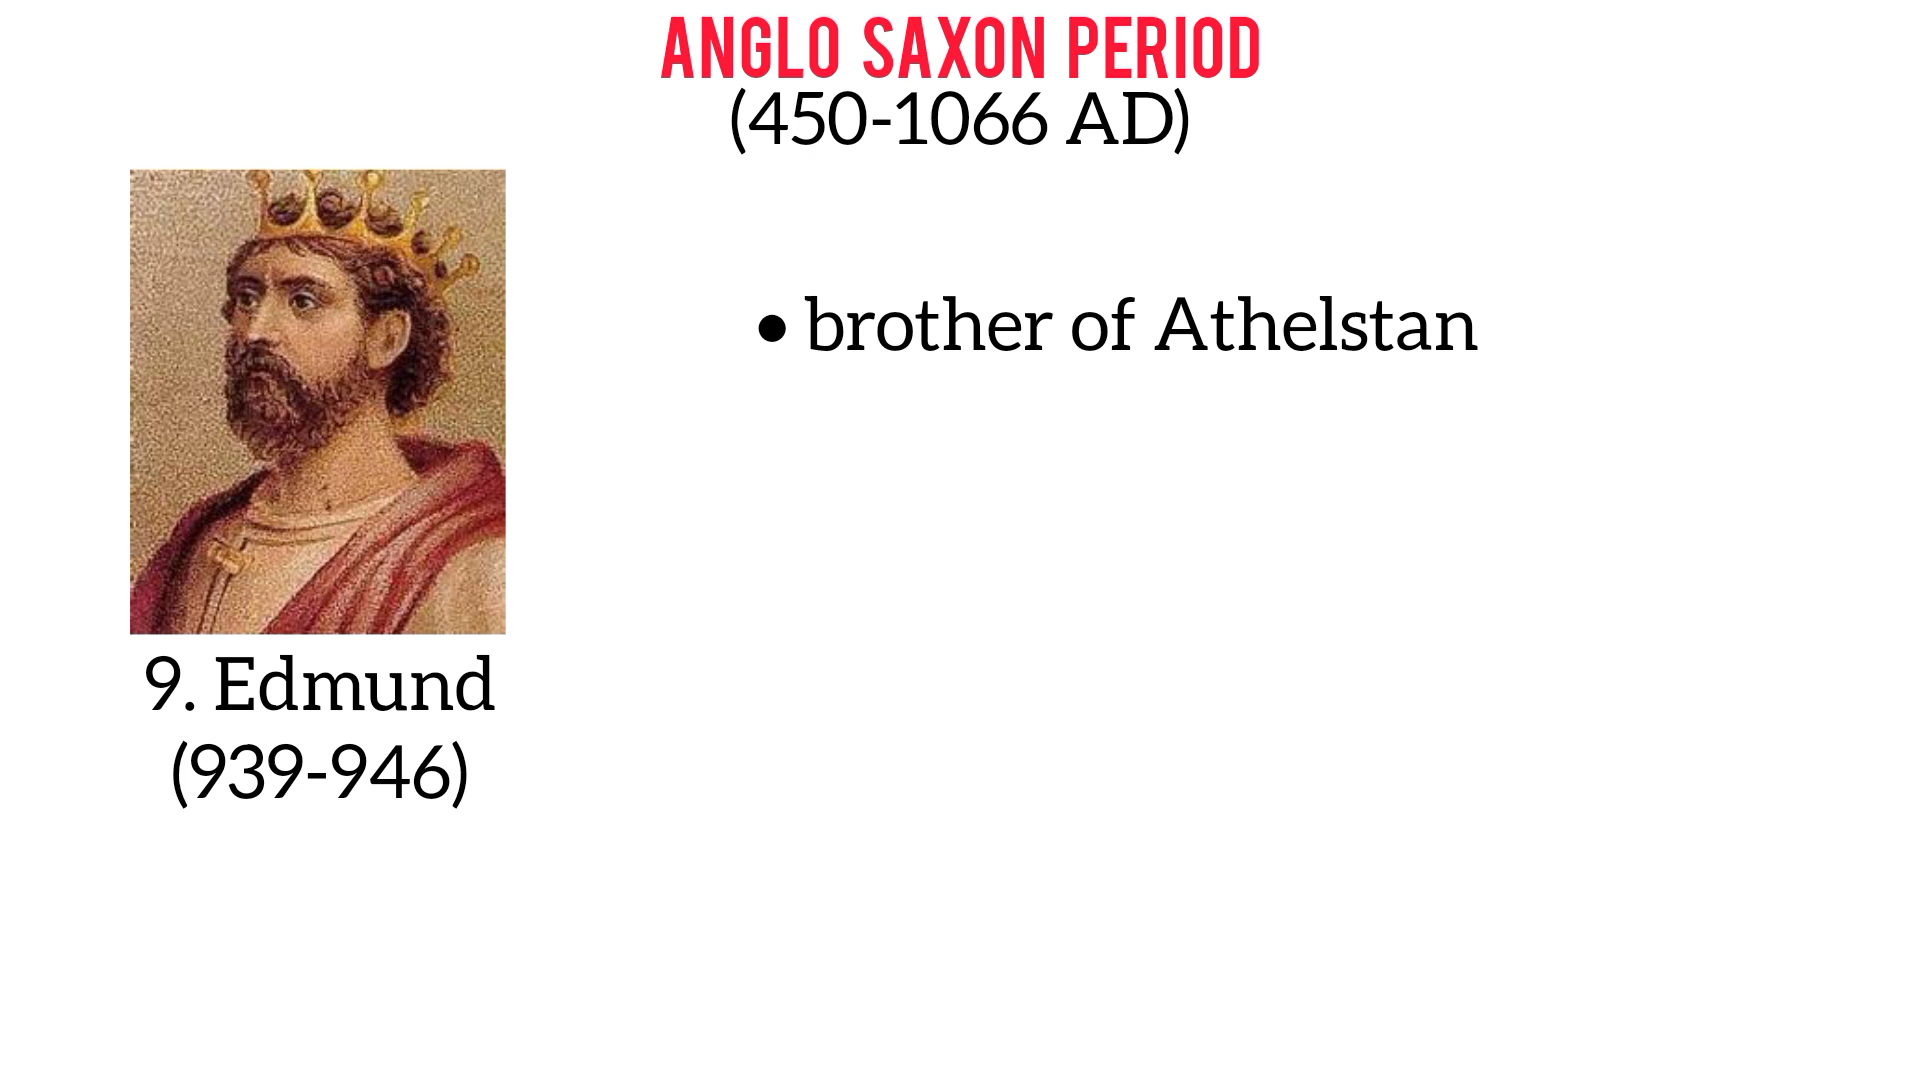 ANGLO SAXON PERIOD
(450-1066 AD)
• brother of Athelstan
9. Edmund
(939-946)